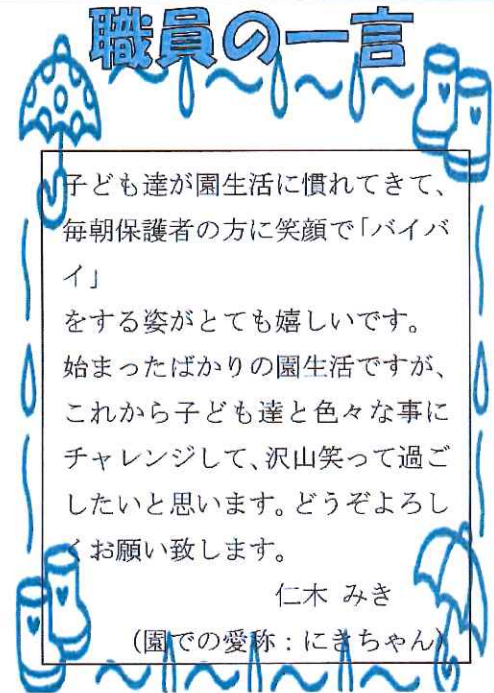 職員の一言
子ども達が園生活に慣れてきて、
毎朝保護者の方に笑顔で「バイバ
イ」
をする姿がとても嬉しいです。
始まったばかりの園生活ですが、
これから子ども達と色々な事に
チャレンジして、沢山笑って過ご
したいと思います。どうぞよろし
くお願い致します。
仁木 みき
(園での愛称：にきちゃん)